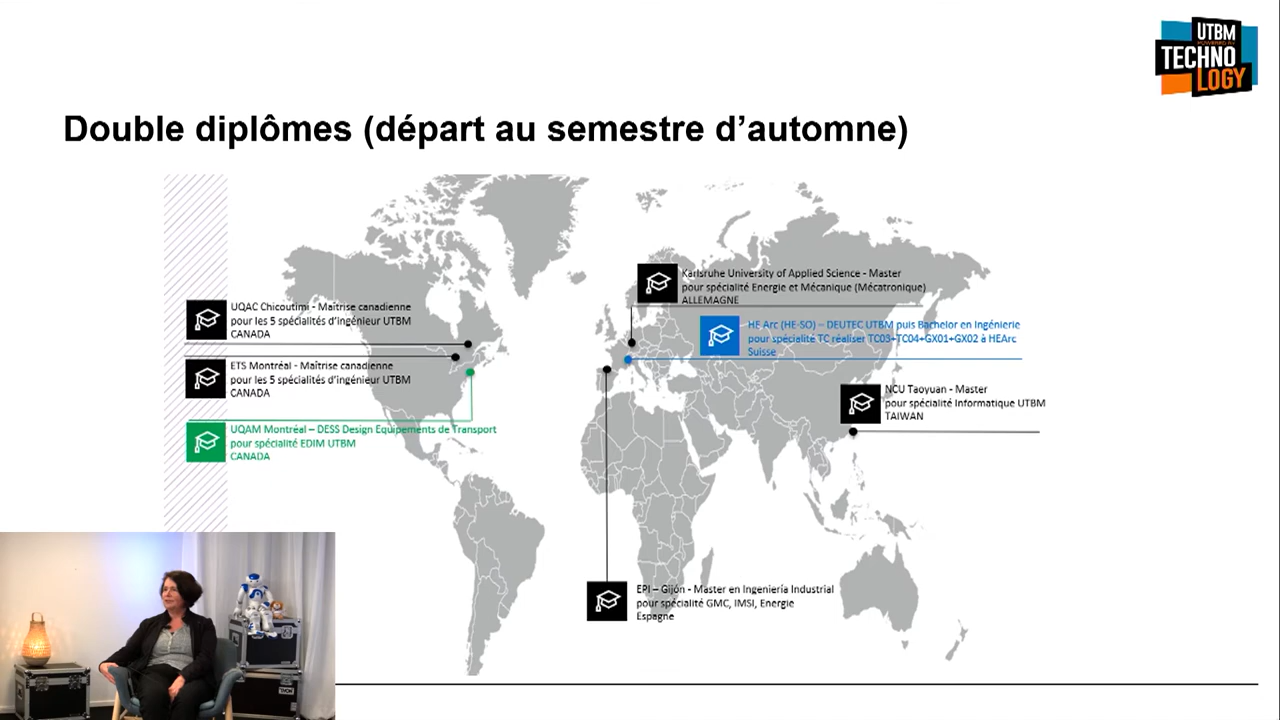 UTBM
TECHNO
LOGY
Double diplômes (départ au semestre d’automne)
UQAC Chicoutimi - Maîtrise canadienne
pour les 5 spécialités d'ingénieur UTBM
CANADA
ETS Montréal - Maîtrise canadienne
pour les 5 spécialités d'ingénieur UTBM
CANADA
UQAM Montréal – DESS Design Equipements de Transport
pour spécialité EDIM UTBM
CANADA
Karlsruhe University of Applied Science - Master
pour spécialité Energie et Mécanique (Mécatronique)
ALLEMAGNE
HE Arc (HE-SO) – DEUTEC UTBM puis Bachelor en Ingénierie
pour spécialité TC réaliser TC03+TC04+GX01+GX02 à HEArc
Suisse
NCU Taoyuan - Master
pour spécialité Informatique UTBM
TAIWAN
EPI – Gijón - Master en Ingeniería Industrial
pour spécialité GMC, IMSI, Energie
Espagne